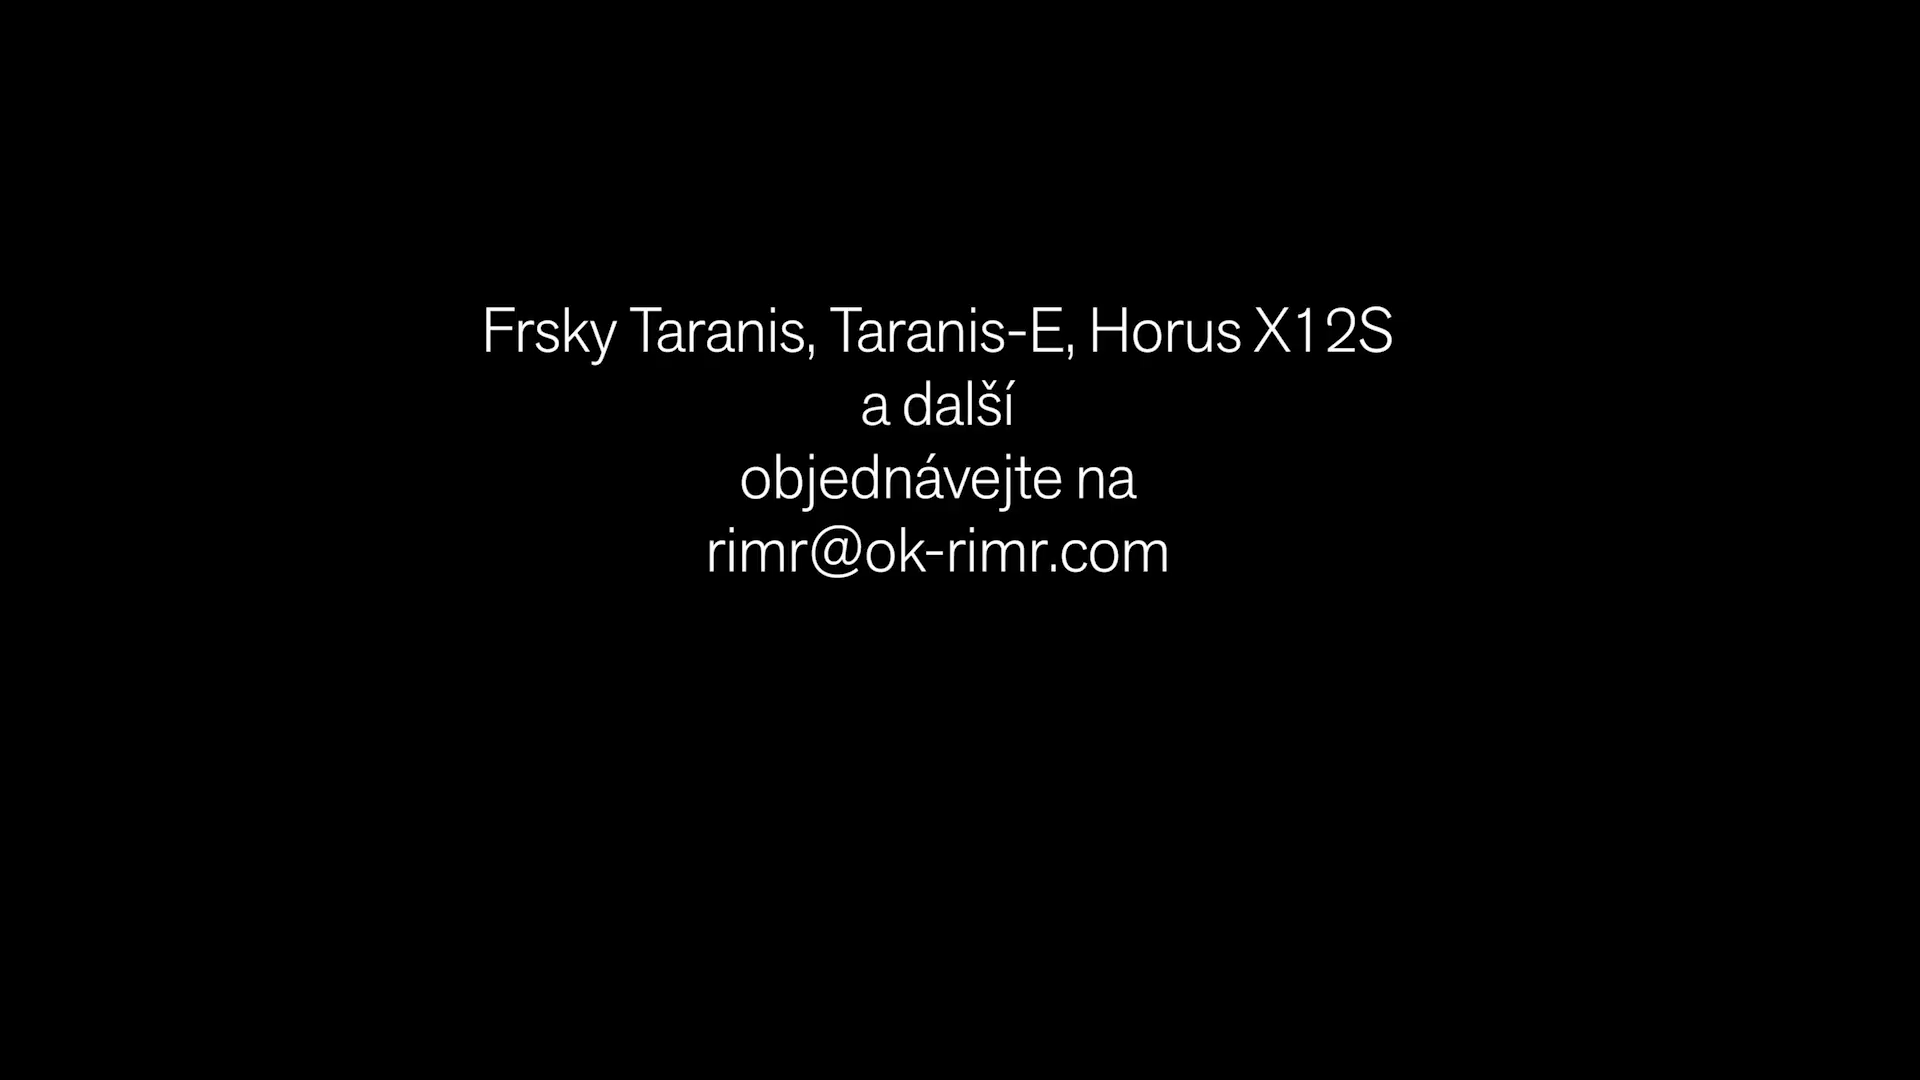 Frsky Taranis, Taranis-E, Horus X12S
a další
objednávejte na
rimr@ok-rimr.com